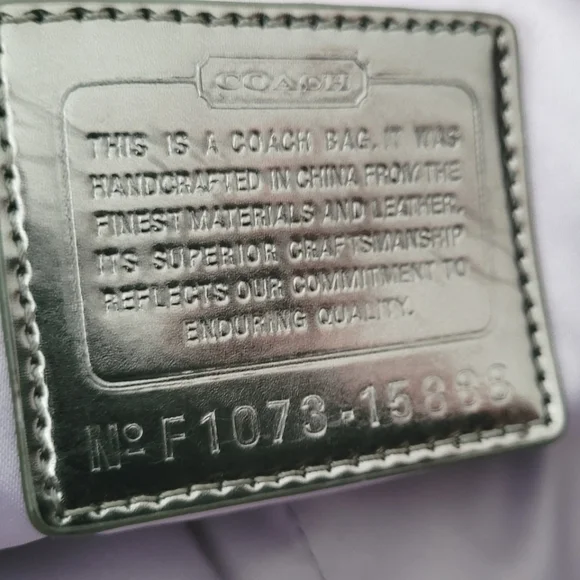 COACH
THIS IS A COACH BAG. IT WAS
HANDCRAFTED IN CHINA FROM THE
FINEST MATERIALS AND LEATHER.
ITS SUPERIOR CRAFTSMANSHIP
REFLECTS OUR COMMITMENT TO
ENDURING QUALITY.
Nº F1073-15888